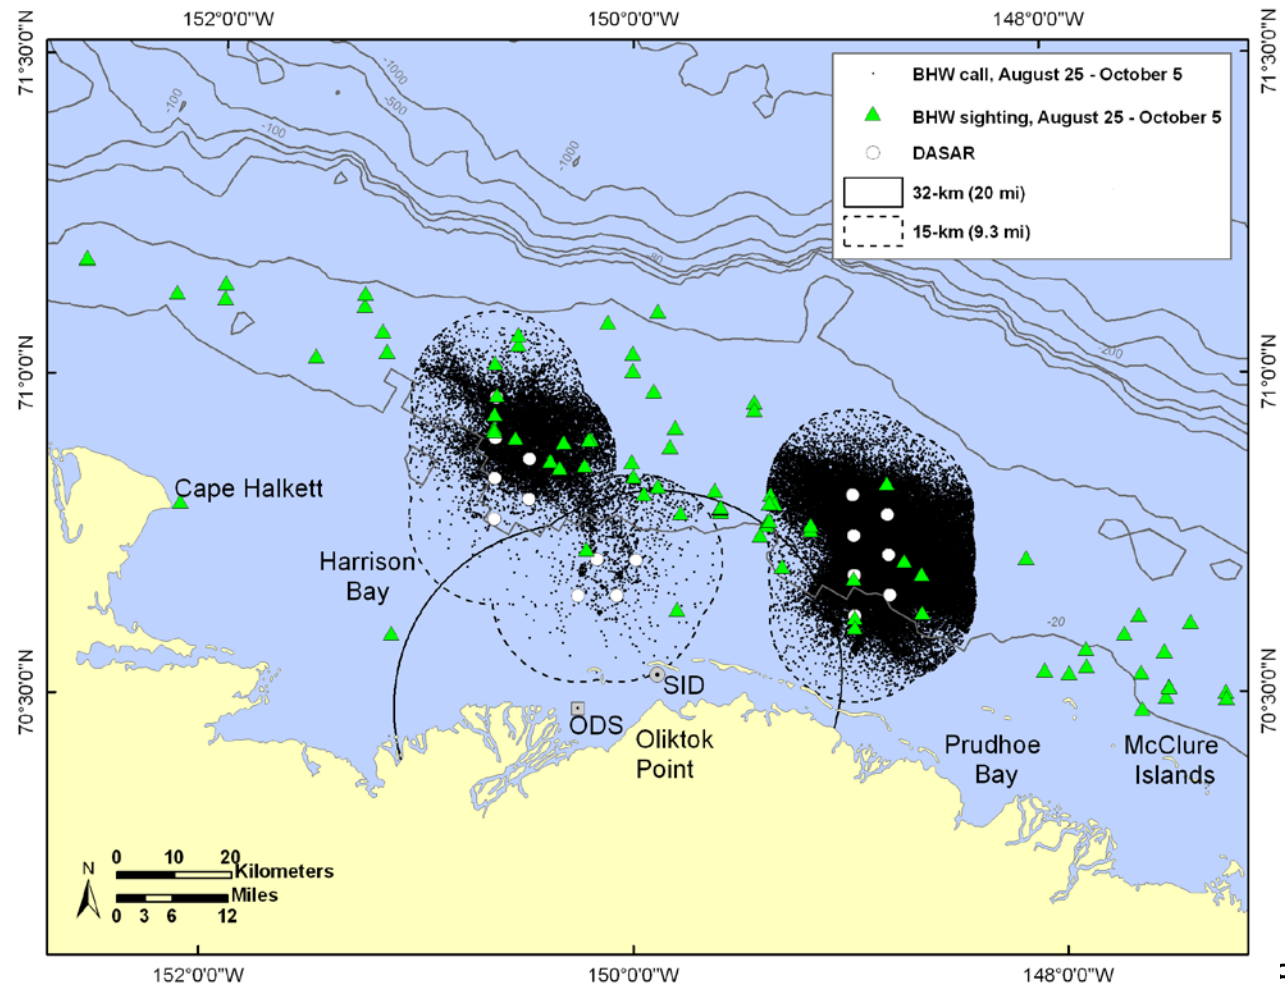 152°0'0"W 150°0'0"W 148°0'0"W
71°30'0"N
71°30'0"N
BHW call, August 25 - October 5
BHW sighting, August 25 - October 5
DASAR
32-km (20 mi)
15-km (9.3 mi)
-1000
-500
-100
-100
-1000
-80
-200
71°0'0"N
71°0'0"N
Cape Halkett
Harrison
Bay
-20
70°30'0"N
70°30'0"N
SID
ODS
Oliktok
Point
Prudhoe
Bay
McClure
Islands
N
0 10 20
Kilometers
Miles
0 3 6 12
152°0'0"W 150°0'0"W 148°0'0"W